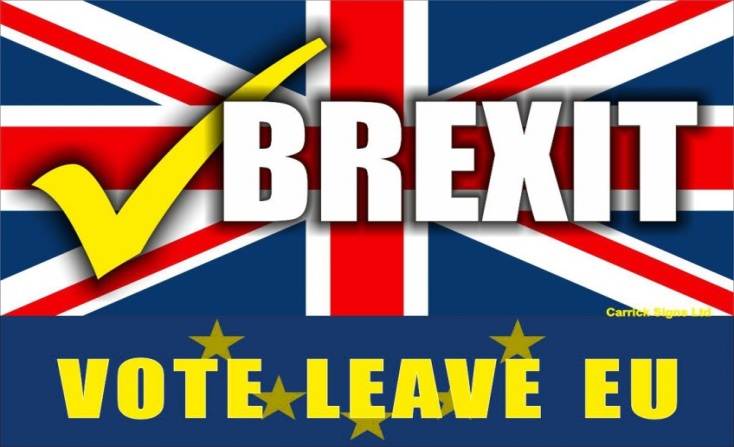 BREXIT
Carrick Signs Ltd
VOTE LEAVE EU